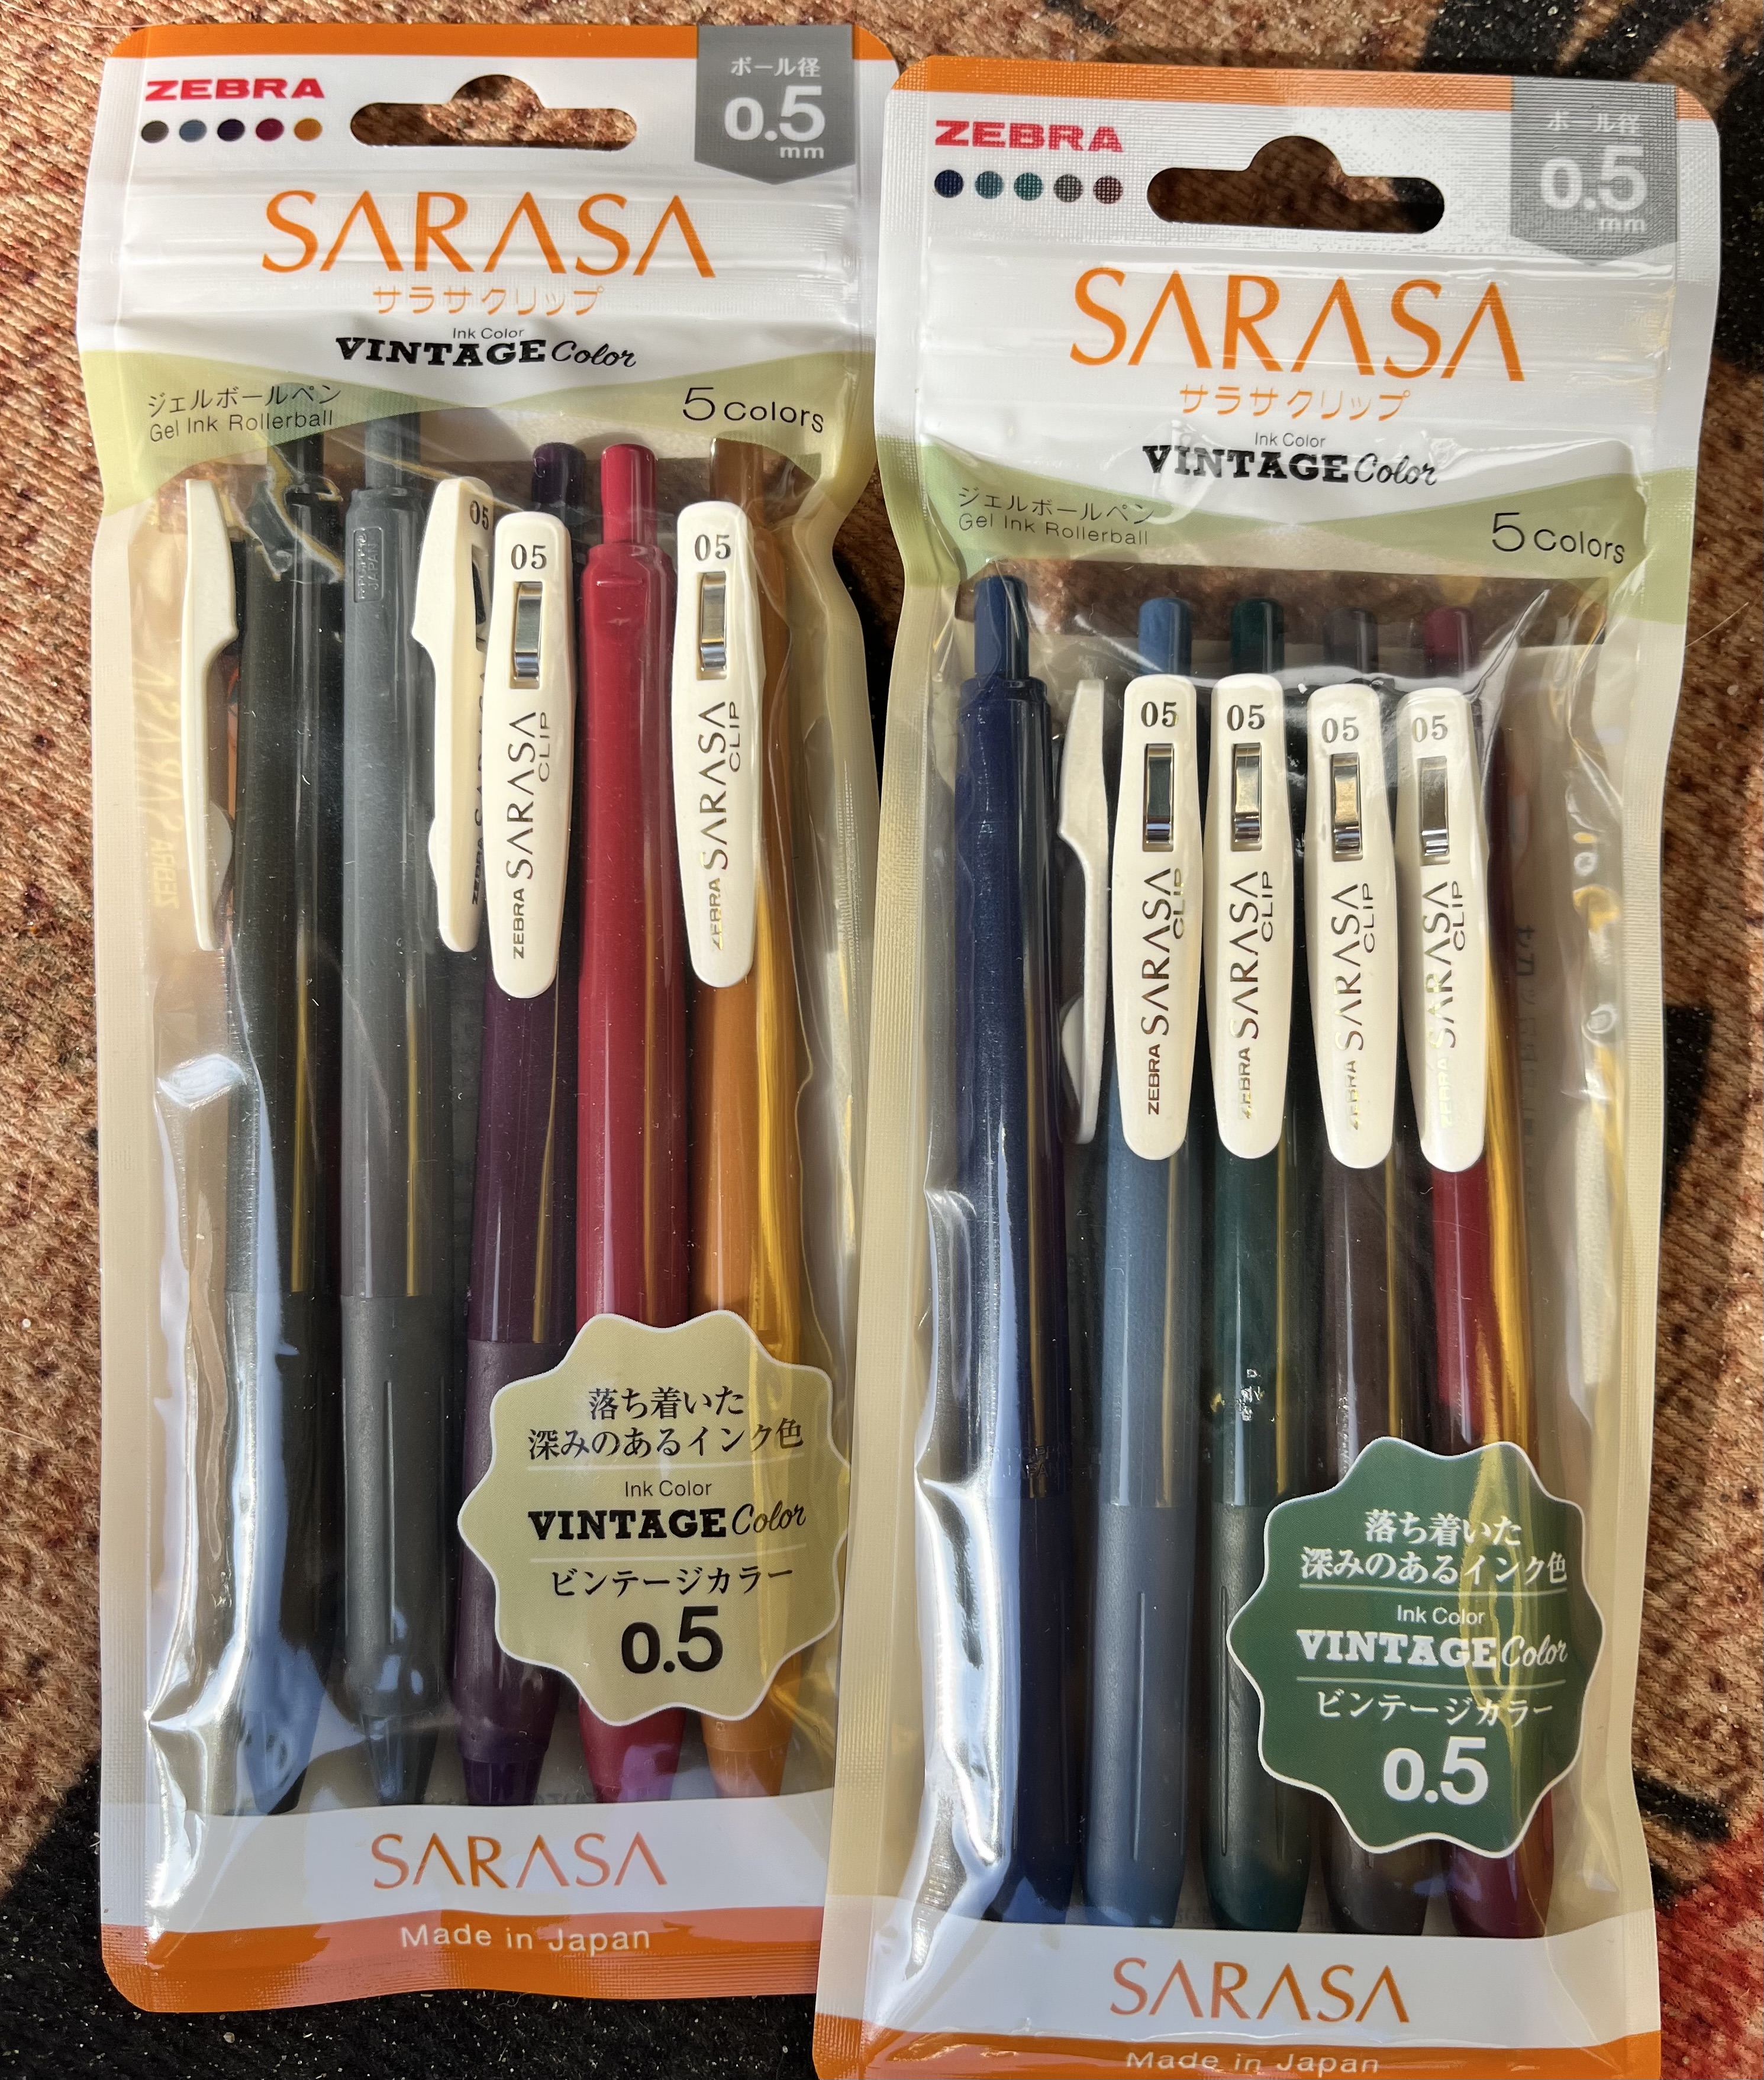 ZEBRA
ボール径
0.5
mm
SARASA
サラサクリップ
Ink Color
VINTAGE Color
ジェルボールペン
Gel Ink Rollerball
5 Colors
05
05
ZEBRA SARASA CLIP
05
ZEBRA SARASA CLIP
落ち着いた
深みのあるインク色
Ink Color
VINTAGE Color
ビンテージカラー
0.5
SARASA
Made in Japan
ZEBRA
ボール径
0.5
mm
SARASA
サラサクリップ
Ink Color
VINTAGE Color
ジェルボールペン
Gel Ink Rollerball
5 Colors
05
ZEBRA SARASA CLIP
05
ZEBRA SARASA CLIP
05
ZEBRA SARASA CLIP
05
ZEBRA SARASA CLIP
落ち着いた
深みのあるインク色
Ink Color
VINTAGE Color
ビンテージカラー
0.5
SARASA
Made in Japan